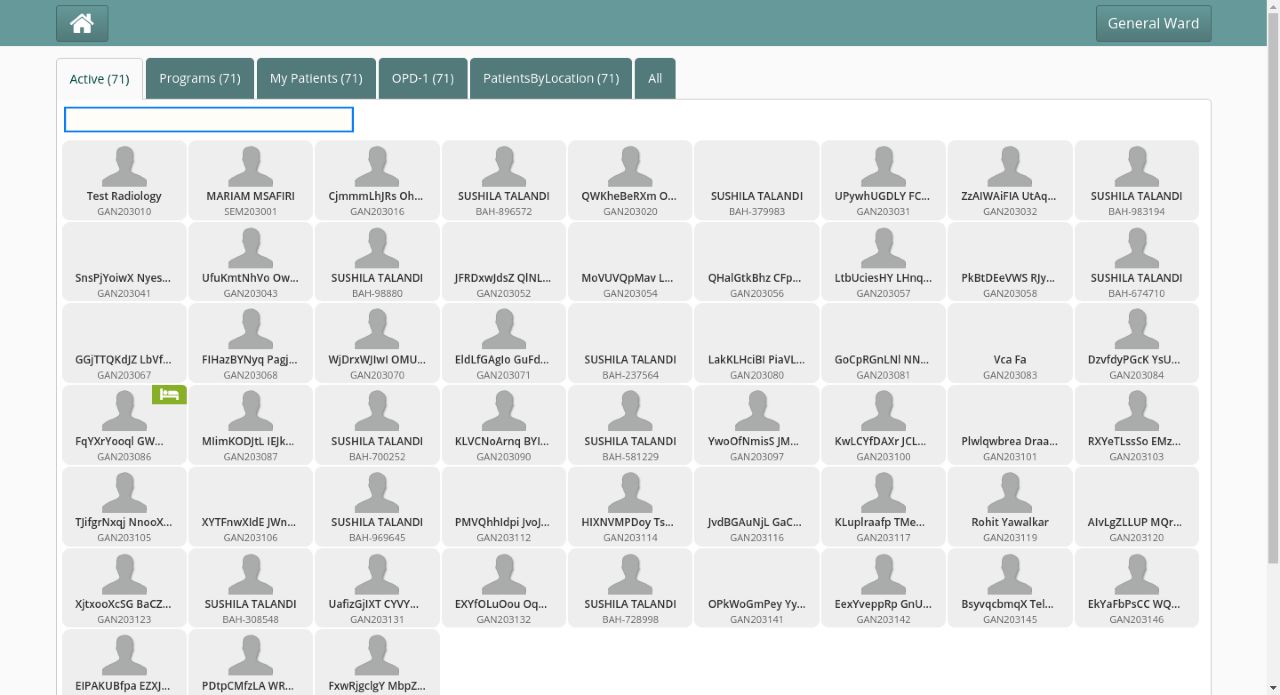 General Ward
Active (71) Programs (71) My Patients (71) OPD-1 (71) PatientsByLocation (71) All
Test Radiology MARIAM MSAFIRI CjmmmLhJRs Oh... SUSHILA TALANDI QWKheBeRXm O... SUSHILA TALANDI UPywhUGDLY FC... ZzAIWAiFIA UtAq... SUSHILA TALANDI
GAN203010 SEM203001 GAN203016 BAH-896572 GAN203020 BAH-379983 GAN203031 GAN203032 BAH-983194
SnsPjYoiwX Nyes... UfuKmtNhVo Ow... SUSHILA TALANDI JFRDxwJdsZ QlNL... MoVUVQpMav L... QHalGtkBhz CFp... LtbUciesHY LHnq... PkBtDEeVWS RJy... SUSHILA TALANDI
GAN203041 GAN203043 BAH-98880 GAN203052 GAN203054 GAN203056 GAN203057 GAN203058 BAH-674710
GGjTTQKdJZ LbVf... FIHazBYNyq Pagj... WjDrxWJIwI OMU... EldLfGAgIo GuFd... SUSHILA TALANDI LakKLHciBI PiaVL... GoCpRGnLNl NN... Vca Fa DzvfdyPGcK YsU...
GAN203067 GAN203068 GAN203070 GAN203071 BAH-237564 GAN203080 GAN203081 GAN203083 GAN203084
FqYXrYooql GW... MIimKODJtL IEJk... SUSHILA TALANDI KLVCNoArnq BYI... SUSHILA TALANDI YwoOfNmisS JM... KwLCYfDAXr JCL... Plwlqwbrea Draa... RXYeTLssSo EMz...
GAN203086 GAN203087 BAH-700252 GAN203090 BAH-581229 GAN203097 GAN203100 GAN203101 GAN203103
TJifgrNxqj NnooX... XYTFnwXIdE JWn... SUSHILA TALANDI PMVQhhIdpi JvoJ... HIXNVMPDoy Ts... JvdBGAuNjL GaC... KLuplraafp TMe... Rohit Yawalkar AIvLgZLLUP MQr...
GAN203105 GAN203106 BAH-969645 GAN203112 GAN203114 GAN203116 GAN203117 GAN203119 GAN203120
XjtxooXcSG BaCZ... SUSHILA TALANDI UafizGjIXT CYVY... EXYfOLuOou Oq... SUSHILA TALANDI OPkWoGmPey Yy... EexYveppRp GnU... BsyvqcbmqX Tel... EkYaFbPsCC WQ...
GAN203123 BAH-308548 GAN203131 GAN203132 BAH-728998 GAN203141 GAN203142 GAN203145 GAN203146
EIPAKUBfpa EZXJ... PDtpCMfzLA WR... FxwRjgclgY MbpZ...